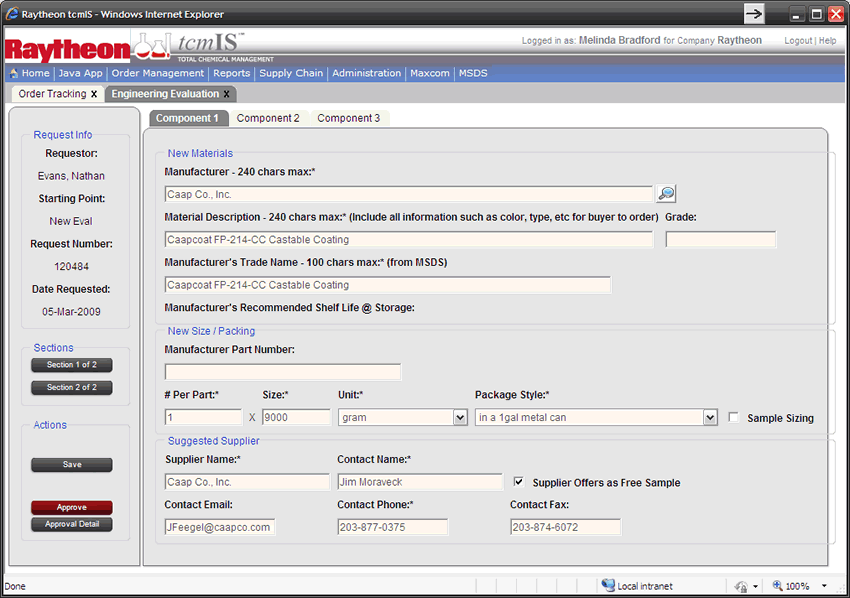 Raytheon tcmIS - Windows Internet Explorer
Raytheon tcmIS™
TOTAL CHEMICAL MANAGEMENT
Logged in as: Melinda Bradford for Company Raytheon Logout | Help
Home | Java App | Order Management | Reports | Supply Chain | Administration | Maxcom | MSDS
Order Tracking x Engineering Evaluation x
Request Info
Requestor:
Evans, Nathan
Starting Point:
New Eval
Request Number:
120484
Date Requested:
05-Mar-2009
Sections
Section 1 of 2
Section 2 of 2
Actions
Save
Approve
Approval Detail
Component 1 Component 2 Component 3
New Materials
Manufacturer - 240 chars max:*
Caap Co., Inc.
Material Description - 240 chars max:* (Include all information such as color, type, etc for buyer to order) Grade:
Caapcoat FP-214-CC Castable Coating
Manufacturer's Trade Name - 100 chars max:* (from MSDS)
Caapcoat FP-214-CC Castable Coating
Manufacturer's Recommended Shelf Life @ Storage:
New Size / Packing
Manufacturer Part Number:
# Per Part:* Size:* Unit:* Package Style:*
1 X 9000 gram in a 1gal metal can Sample Sizing
Suggested Supplier
Supplier Name:* Contact Name:*
Caap Co., Inc. Jim Moraveck Supplier Offers as Free Sample
Contact Email: Contact Phone:* Contact Fax:
JFeegel@caapco.com 203-877-0375 203-874-6072
Done Local intranet 100%